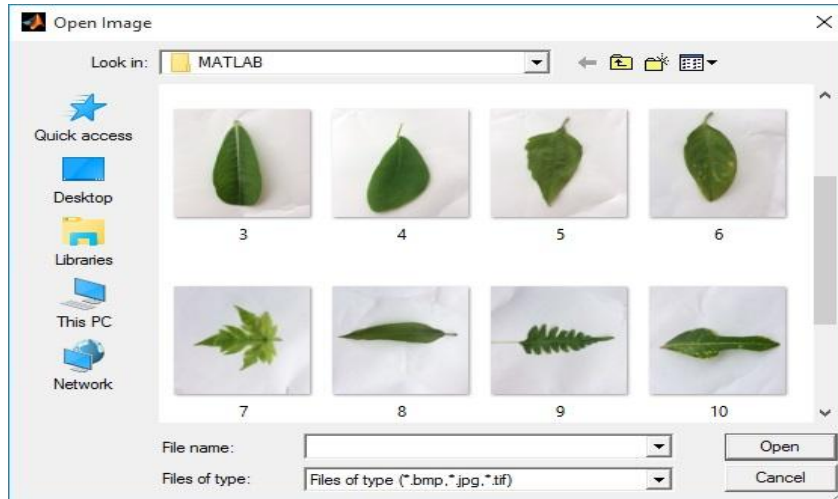 Open Image
Look in: MATLAB
Quick access
Desktop
Libraries
This PC
Network
3 4 5 6
7 8 9 10
File name:
Open
Files of type: Files of type (*.bmp,*.jpg,*.tif)
Cancel